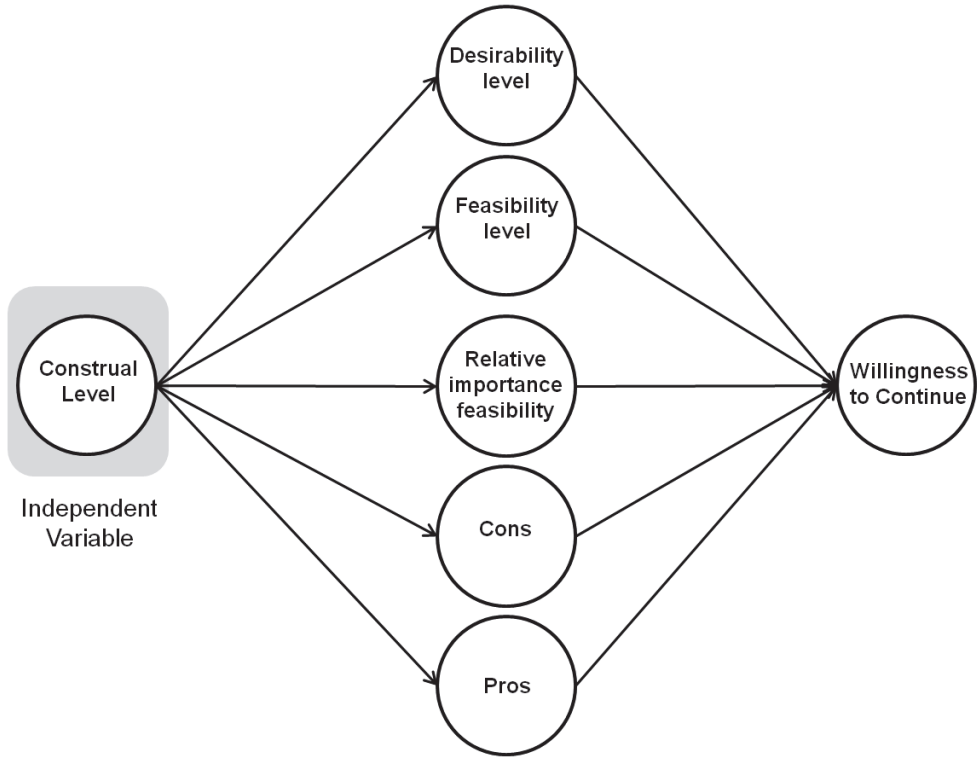 Desirability
level
Feasibility
level
Construal
Level
Relative
importance
feasibility
Willingness
to Continue
Independent
Variable
Cons
Pros